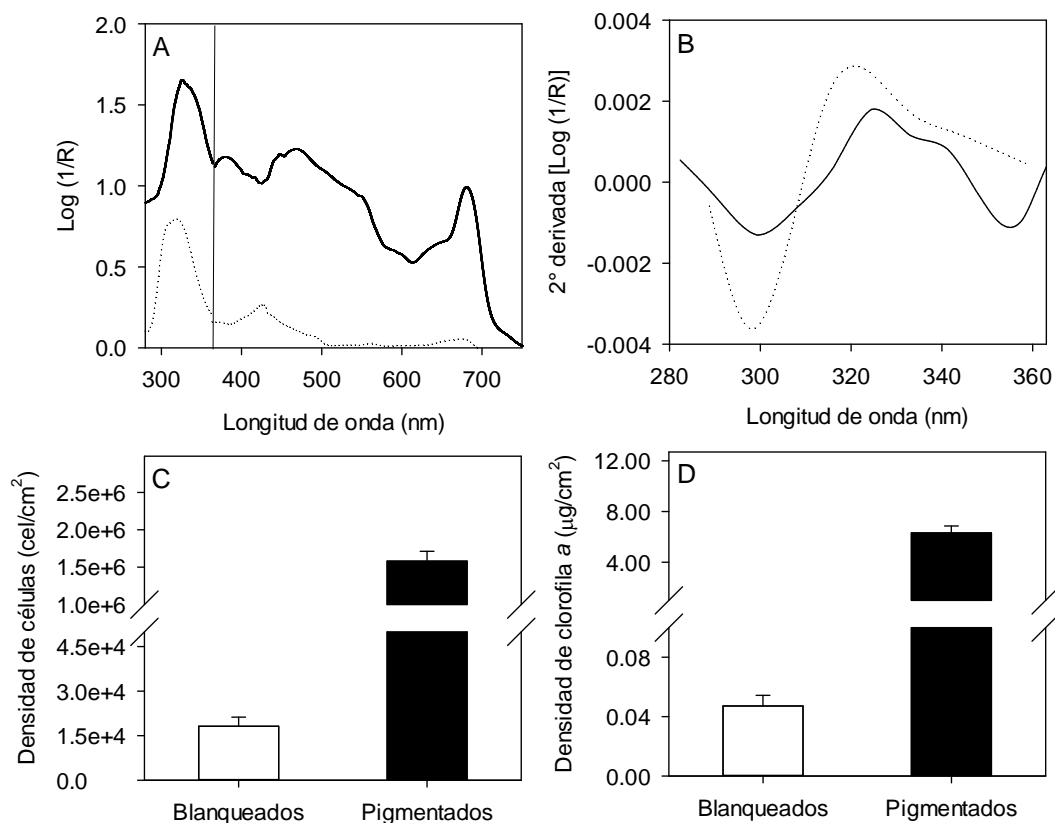 A
2.0
1.5
1.0
0.5
0.0
Log (1/R)
300 400 500 600 700
Longitud de onda (nm)
B
0.004
0.002
0.000
-0.002
-0.004
2° derivada [Log (1/R)]
280 300 320 340 360
Longitud de onda (nm)
C
2.5e+6
2.0e+6
1.5e+6
1.0e+6
4.5e+4
3.0e+4
1.5e+4
0.0
Densidad de células (cel/cm²)
Blanqueados Pigmentados
D
12.00
8.00
4.00
0.08
0.04
0.00
Densidad de clorofila a (μg/cm²)
Blanqueados Pigmentados